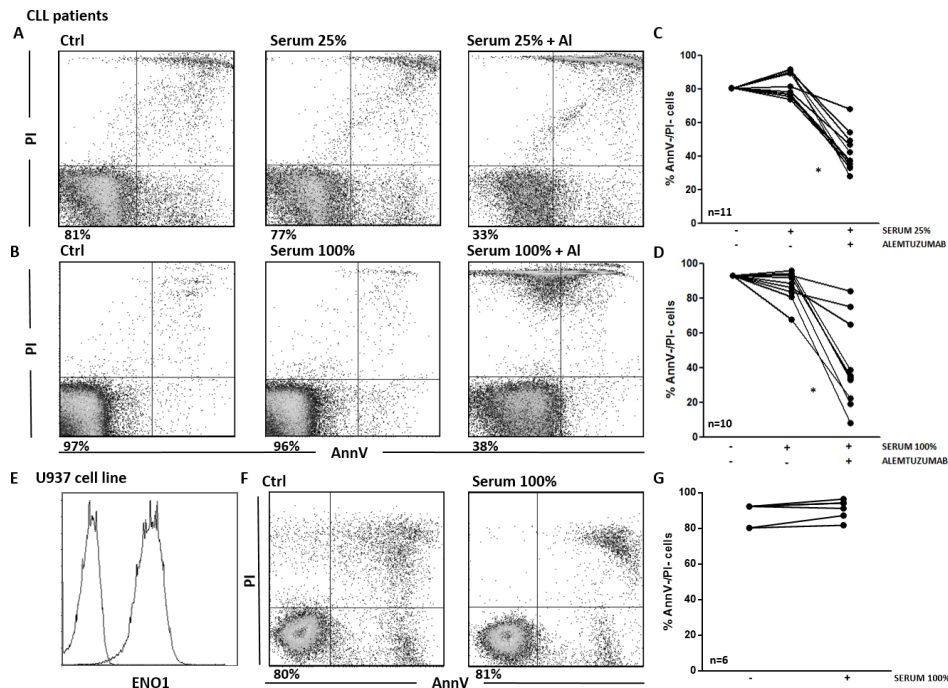 CLL patients
A
Ctrl
Serum 25%
Serum 25% + Al
PI
81%
77%
33%
C
100
80
60
40
20
0
% AnnV-/PI- cells
*
n=11
- + + SERUM 25%
- - + ALEMTUZUMAB
B
Ctrl
Serum 100%
Serum 100% + Al
PI
97%
96%
38%
AnnV
D
100
80
60
40
20
0
% AnnV-/PI- cells
*
n=10
- + + SERUM 100%
- - + ALEMTUZUMAB
E
U937 cell line
ENO1
F
Ctrl
Serum 100%
PI
80%
81%
AnnV
G
100
80
60
40
20
0
% AnnV-/PI- cells
n=6
- + SERUM 100%